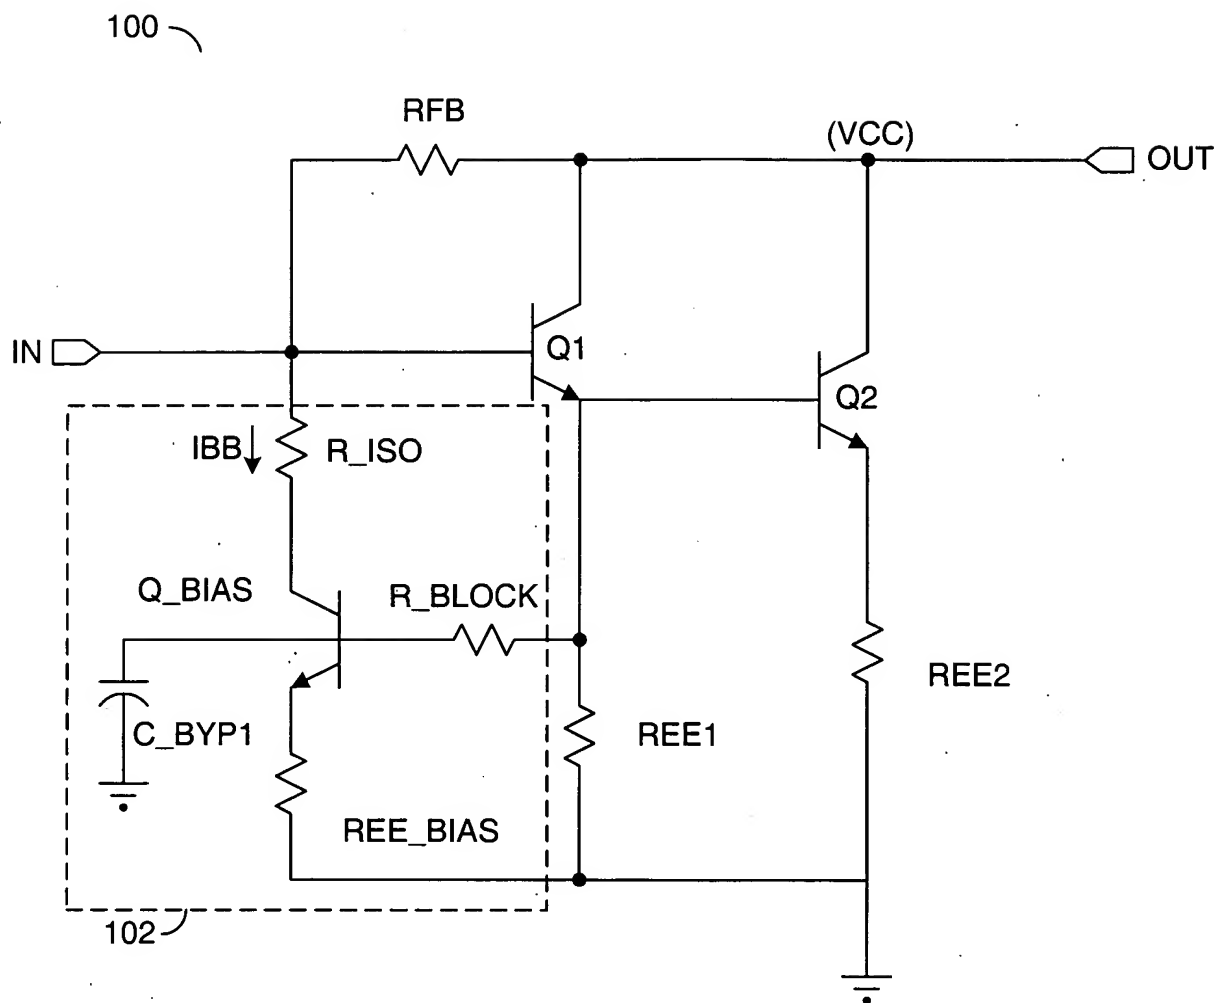 100
RFB
(VCC)
OUT
IN
Q1
Q2
IBB
R_ISO
Q_BIAS
R_BLOCK
C_BYP1
REE1
REE2
REE_BIAS
102